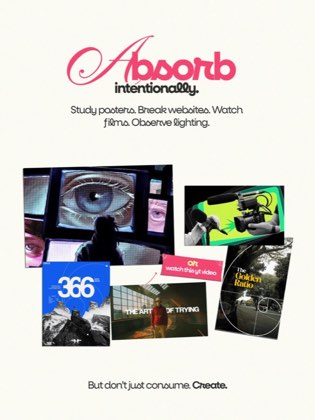 Absorb
intentionally.
Study posters. Break websites. Watch
films. Observe lighting.
OR
watch this yt video
The
Golden
Ratio
366
THE ART OF TRYING
But don't just consume. Create.